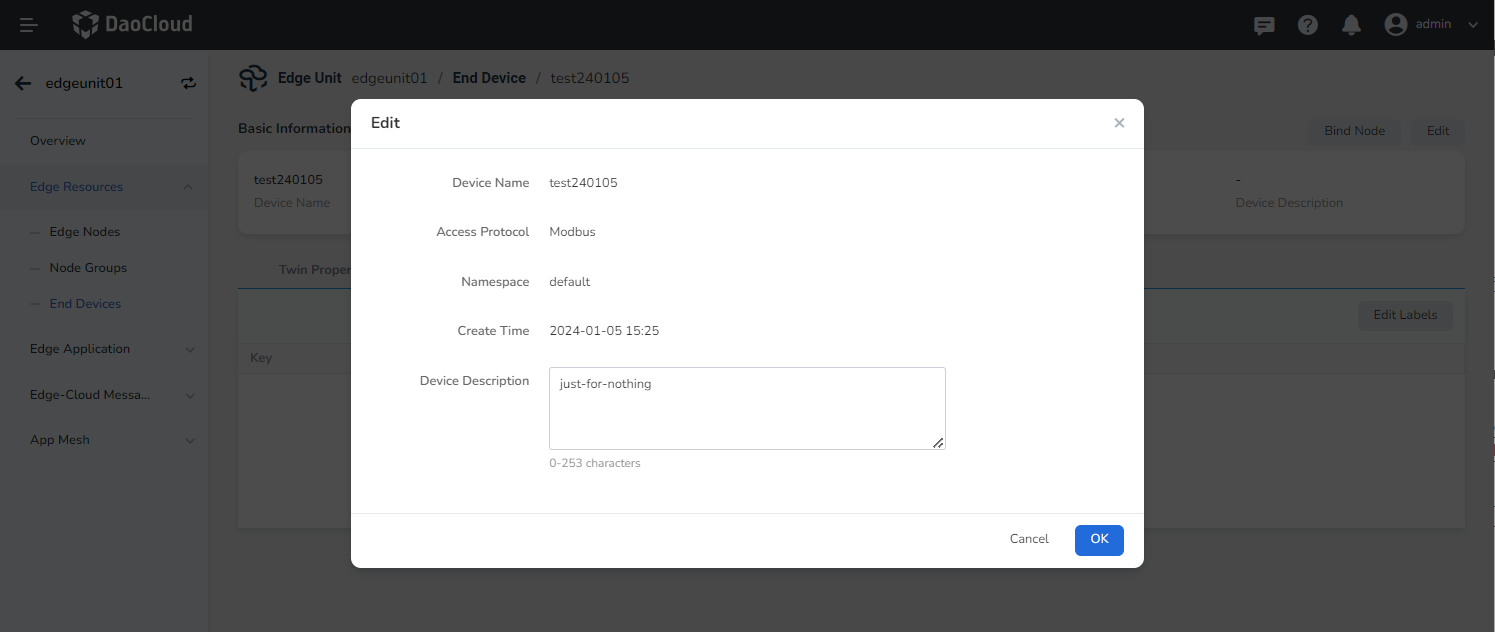 DaoCloud
admin
edgeunit01
Edge Unit edgeunit01 / End Device / test240105
Overview
Edge Resources
Edge Nodes
Node Groups
End Devices
Edge Application
Edge-Cloud Messa...
App Mesh
Basic Information
Bind Node
Edit
test240105
Device Name
-
Device Description
Twin Proper
Edit Labels
Key
Edit
Device Name test240105
Access Protocol Modbus
Namespace default
Create Time 2024-01-05 15:25
Device Description just-for-nothing
0-253 characters
Cancel
OK